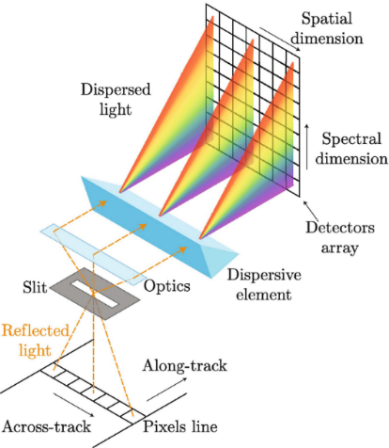 Spatial
dimension
Dispersed
light
Spectral
dimension
Detectors
array
Dispersive
element
Optics
Slit
Reflected
light
Along-track
Across-track
Pixels line